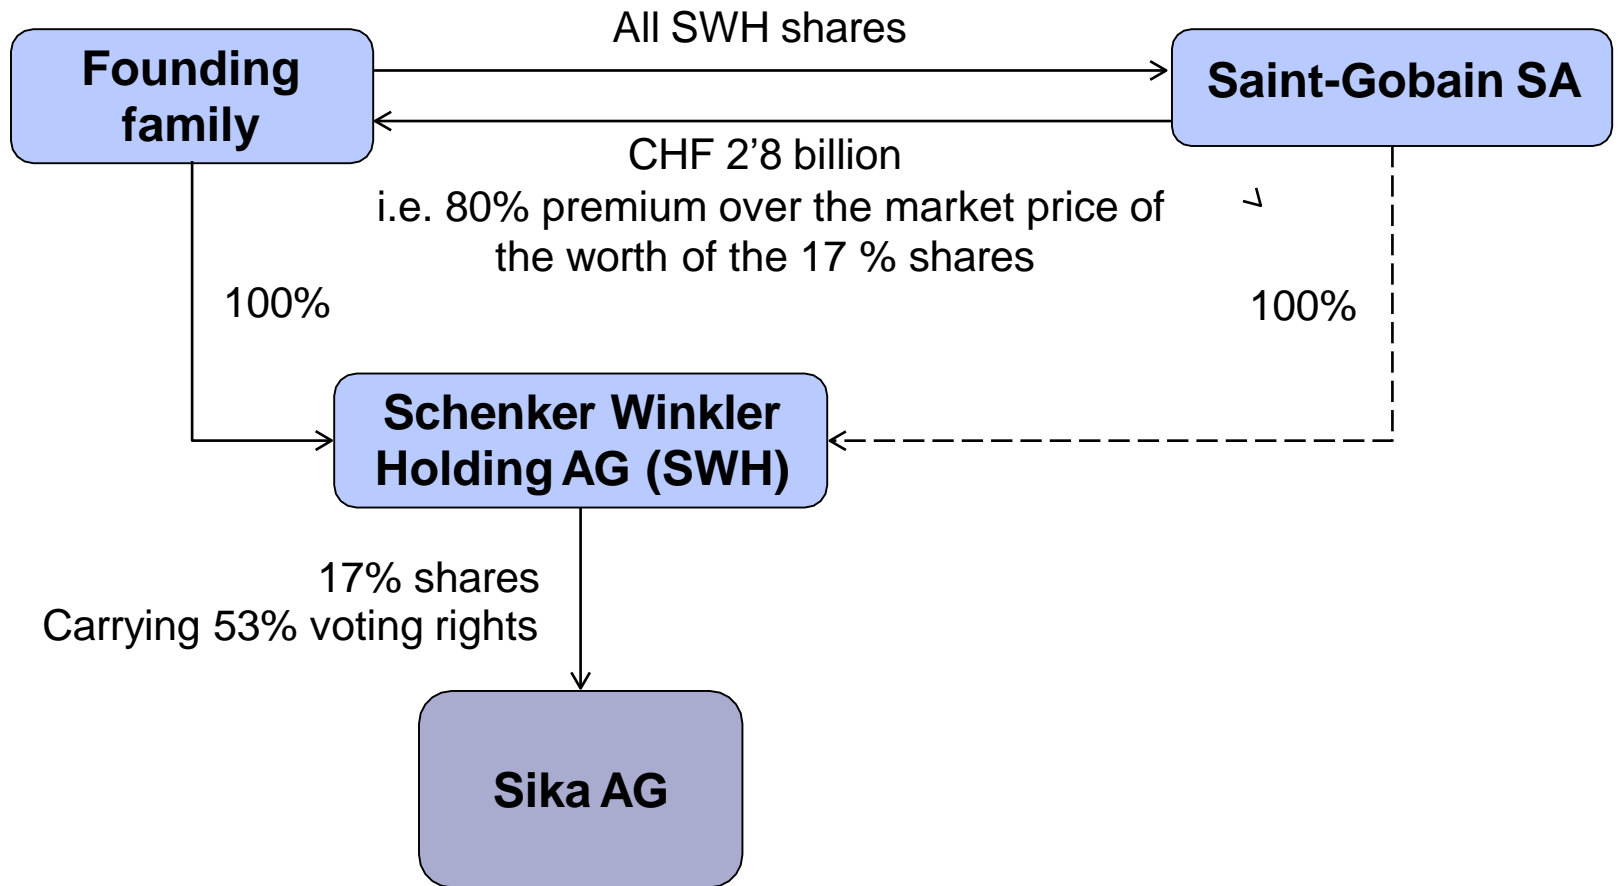 All SWH shares
Founding
family
Saint-Gobain SA
CHF 2’8 billion
i.e. 80% premium over the market price of
the worth of the 17 % shares
100%
100%
Schenker Winkler
Holding AG (SWH)
17% shares
Carrying 53% voting rights
Sika AG